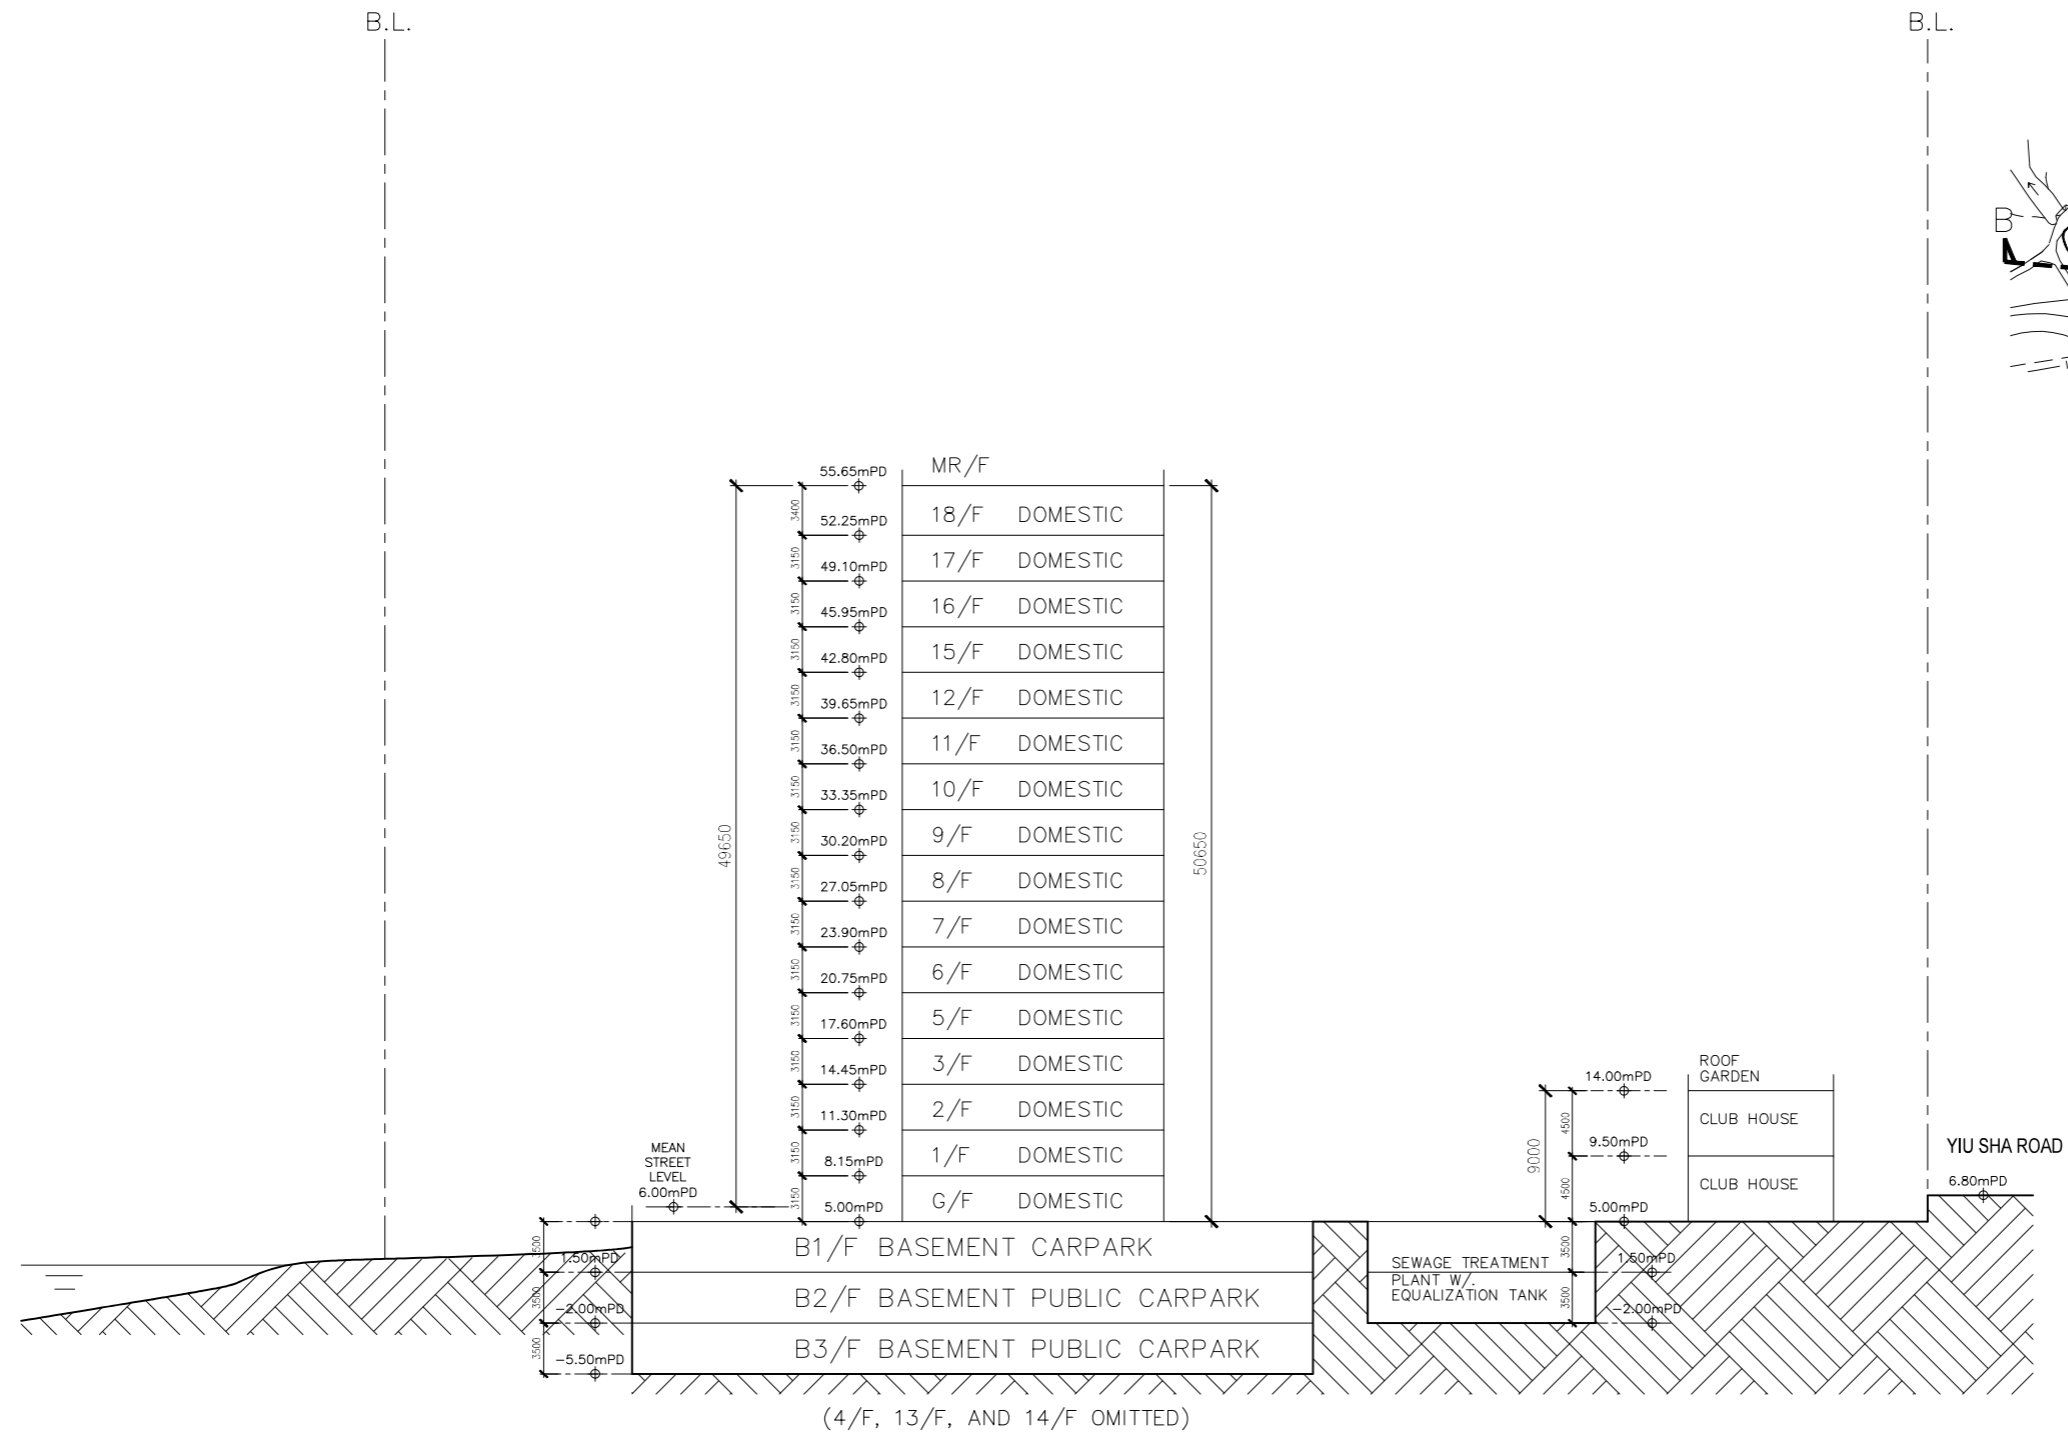 B.L.
B.L.
B
55.65mPD
MR/F
3400
52.25mPD
18/F DOMESTIC
3150
49.10mPD
17/F DOMESTIC
3150
45.95mPD
16/F DOMESTIC
3150
42.80mPD
15/F DOMESTIC
3150
39.65mPD
12/F DOMESTIC
3150
36.50mPD
11/F DOMESTIC
3150
33.35mPD
10/F DOMESTIC
3150
30.20mPD
9/F DOMESTIC
3150
27.05mPD
8/F DOMESTIC
3150
23.90mPD
7/F DOMESTIC
3150
20.75mPD
6/F DOMESTIC
3150
17.60mPD
5/F DOMESTIC
3150
14.45mPD
3/F DOMESTIC
3150
11.30mPD
2/F DOMESTIC
3150
8.15mPD
1/F DOMESTIC
3150
5.00mPD
G/F DOMESTIC
49650
50650
MEAN
STREET
LEVEL
6.00mPD
ROOF
GARDEN
14.00mPD
4500
CLUB HOUSE
9.50mPD
9000
4500
CLUB HOUSE
5.00mPD
YIU SHA ROAD
6.80mPD
3500
1.50mPD
B1/F BASEMENT CARPARK
3500
-2.00mPD
B2/F BASEMENT PUBLIC CARPARK
3500
-5.50mPD
B3/F BASEMENT PUBLIC CARPARK
SEWAGE TREATMENT
PLANT W/.
EQUALIZATION TANK
3500
1.50mPD
3500
-2.00mPD
(4/F, 13/F, AND 14/F OMITTED)